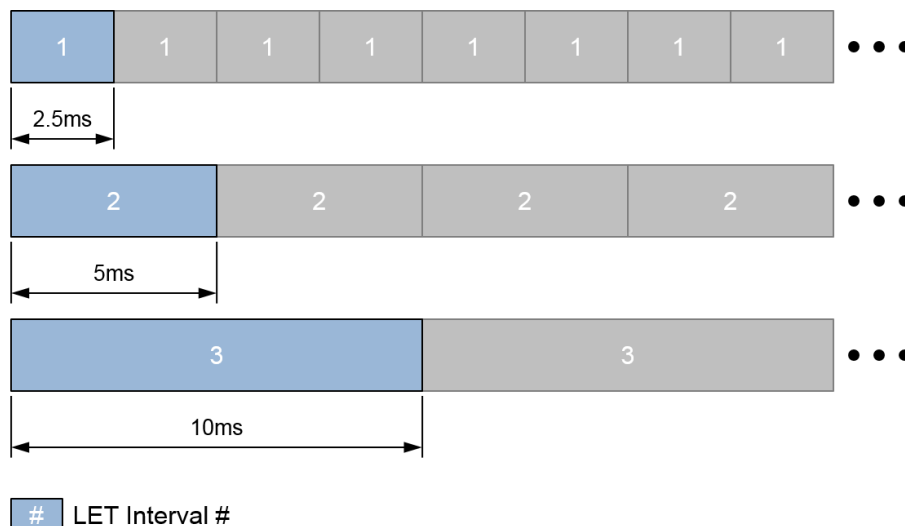 1 1 1 1 1 1 1 1 • • •
2.5ms
2 2 2 2 • • •
5ms
3 3 • • •
10ms
# LET Interval #